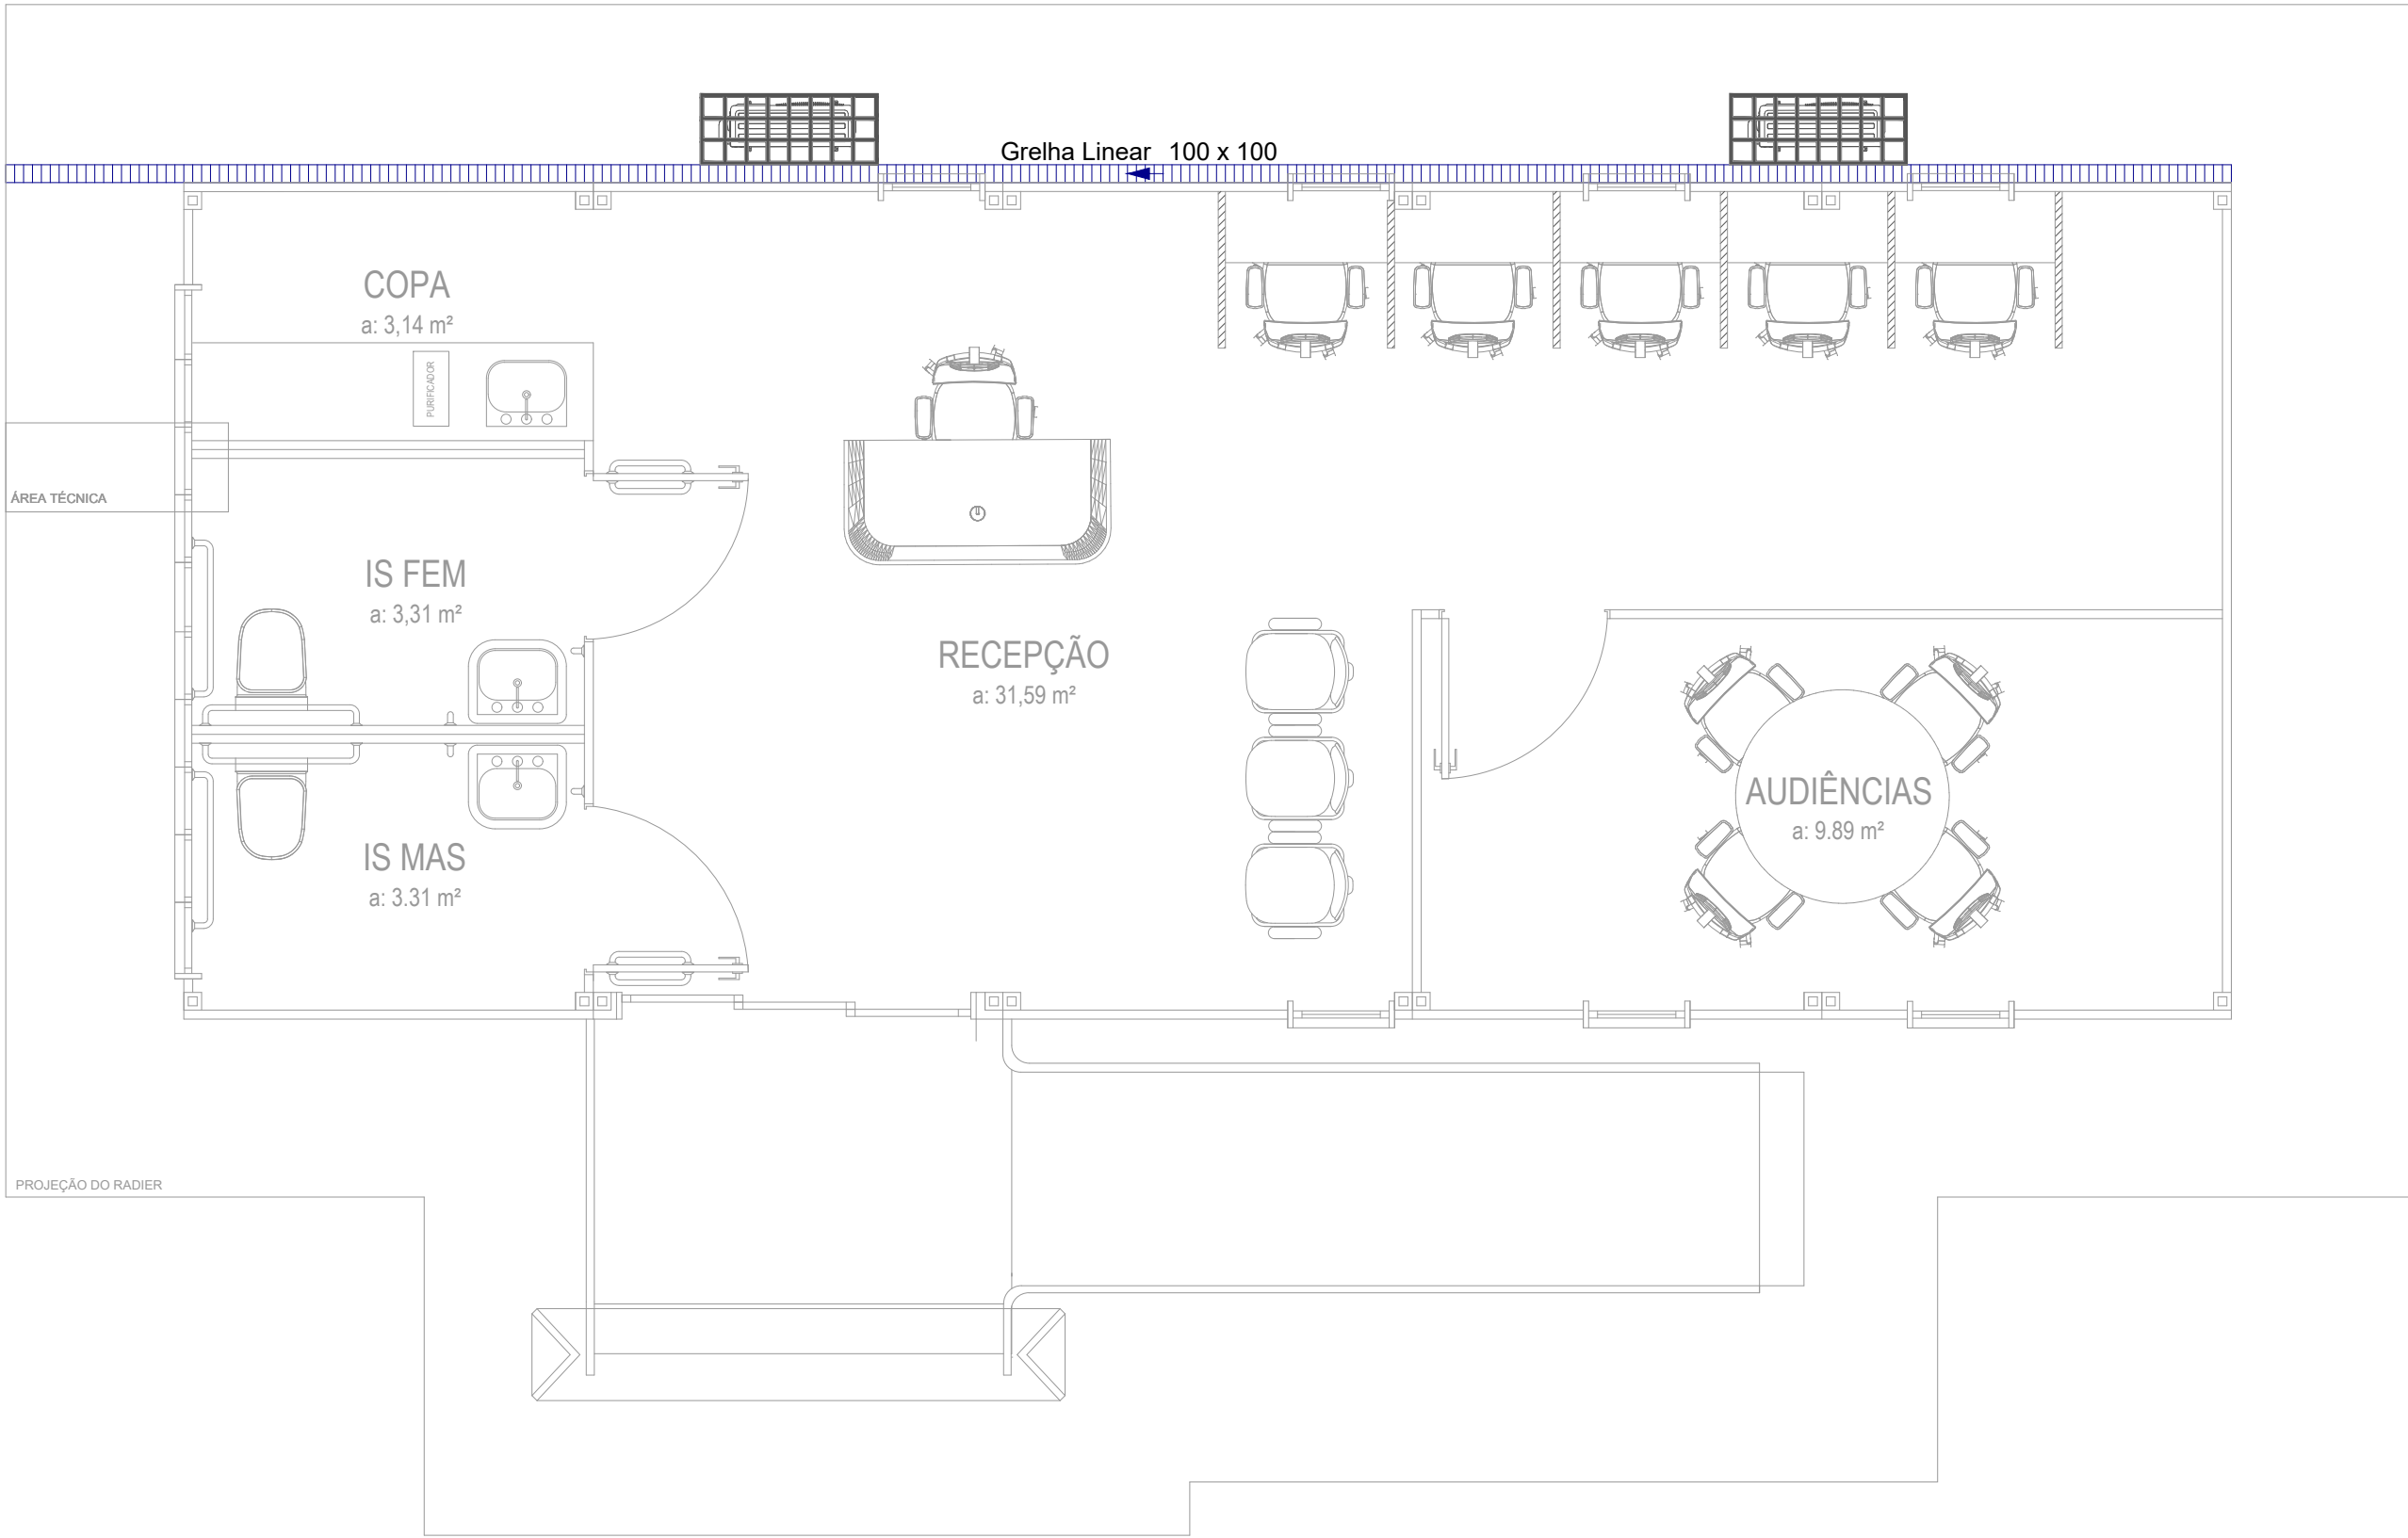 Grelha Linear 100 x 100
COPA
a: 3,14 m²
PURIFICADOR
ÁREA TÉCNICA
IS FEM
a: 3,31 m²
RECEPÇÃO
a: 31,59 m²
AUDIÊNCIAS
a: 9.89 m²
IS MAS
a: 3.31 m²
PROJEÇÃO DO RADIER